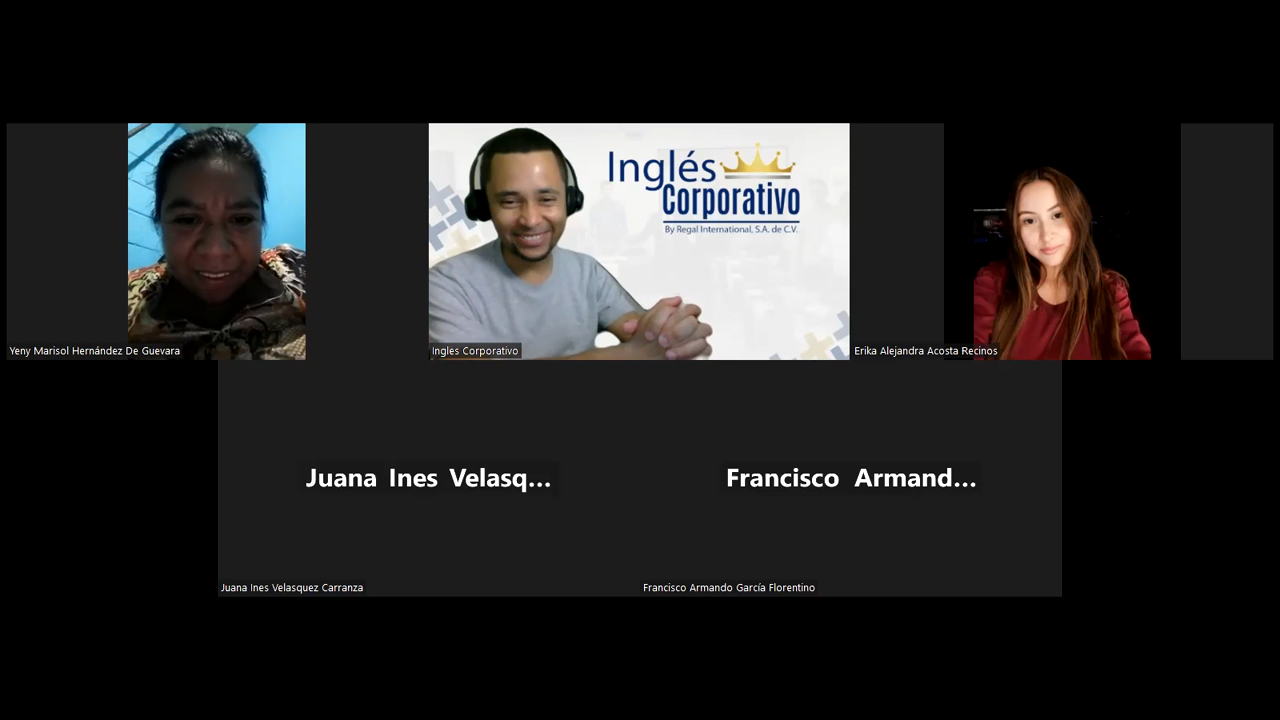 Inglés
Corporativo
By Regal International, S.A. de C.V.
Yeny Marisol Hernández De Guevara
Ingles Corporativo
Erika Alejandra Acosta Recinos
Juana Ines Velasq...
Francisco Armand...
Juana Ines Velasquez Carranza
Francisco Armando García Florentino